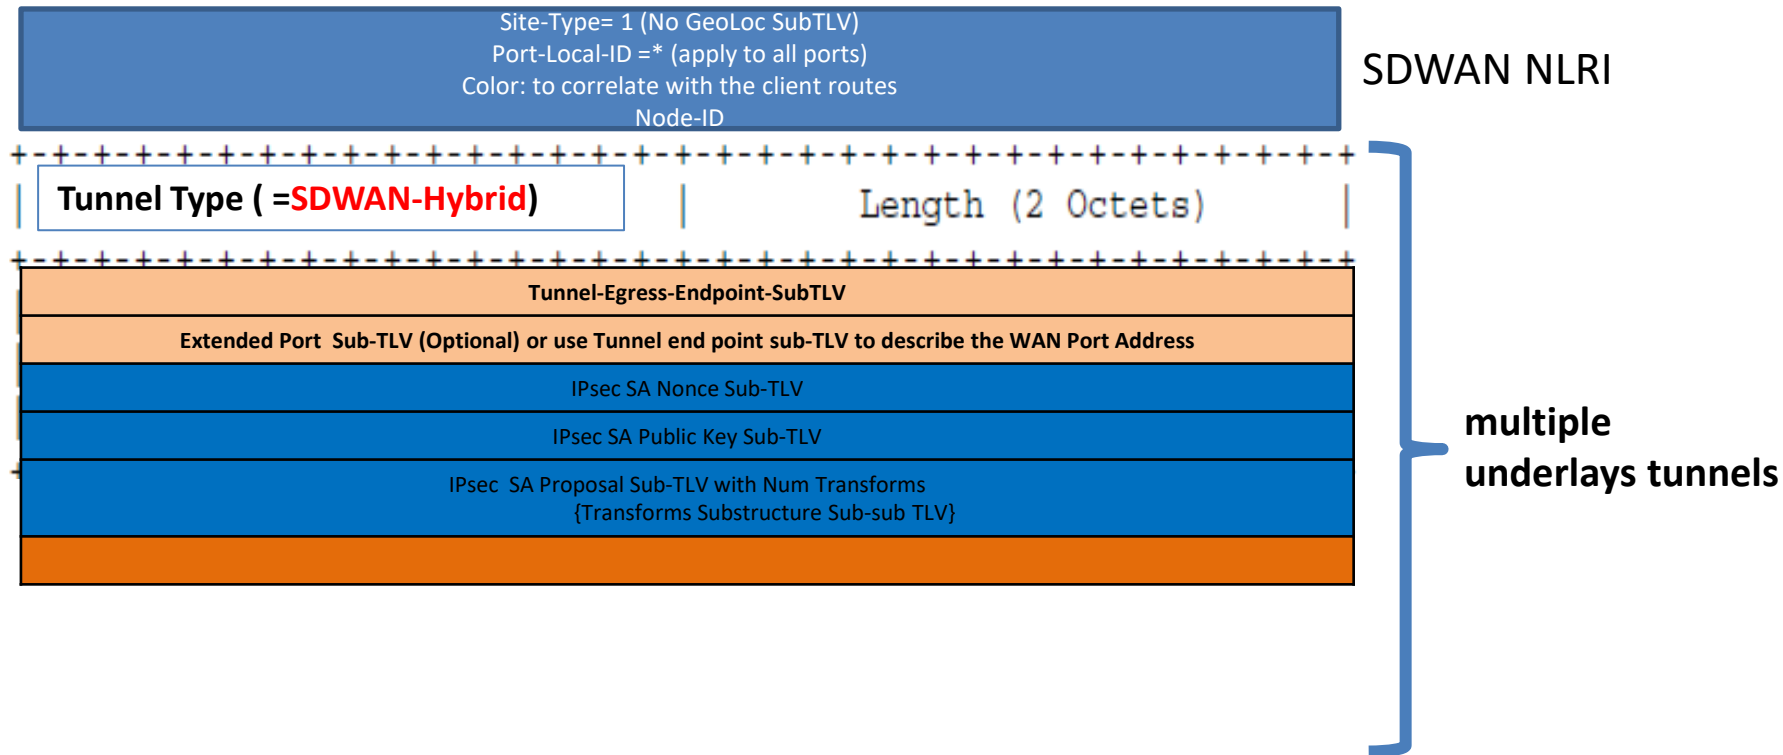 Site-Type= 1 (No GeoLoc SubTLV)
Port-Local-ID =* (apply to all ports)
Color: to correlate with the client routes
Node-ID
SDWAN NLRI
+-+-+-+-+-+-+-+-+-+-+-+-+-+-+-+-+-+-+-+-+-+-+-+-+-+-+-+-+-+-+-+-+
| Tunnel Type ( =SDWAN-Hybrid) | Length (2 Octets) |
+-+-+-+-+-+-+-+-+-+-+-+-+-+-+-+-+-+-+-+-+-+-+-+-+-+-+-+-+-+-+-+-+
Tunnel-Egress-Endpoint-SubTLV
Extended Port Sub-TLV (Optional) or use Tunnel end point sub-TLV to describe the WAN Port Address
IPsec SA Nonce Sub-TLV
IPsec SA Public Key Sub-TLV
IPsec SA Proposal Sub-TLV with Num Transforms
{Transforms Substructure Sub-sub TLV}
multiple
underlays tunnels